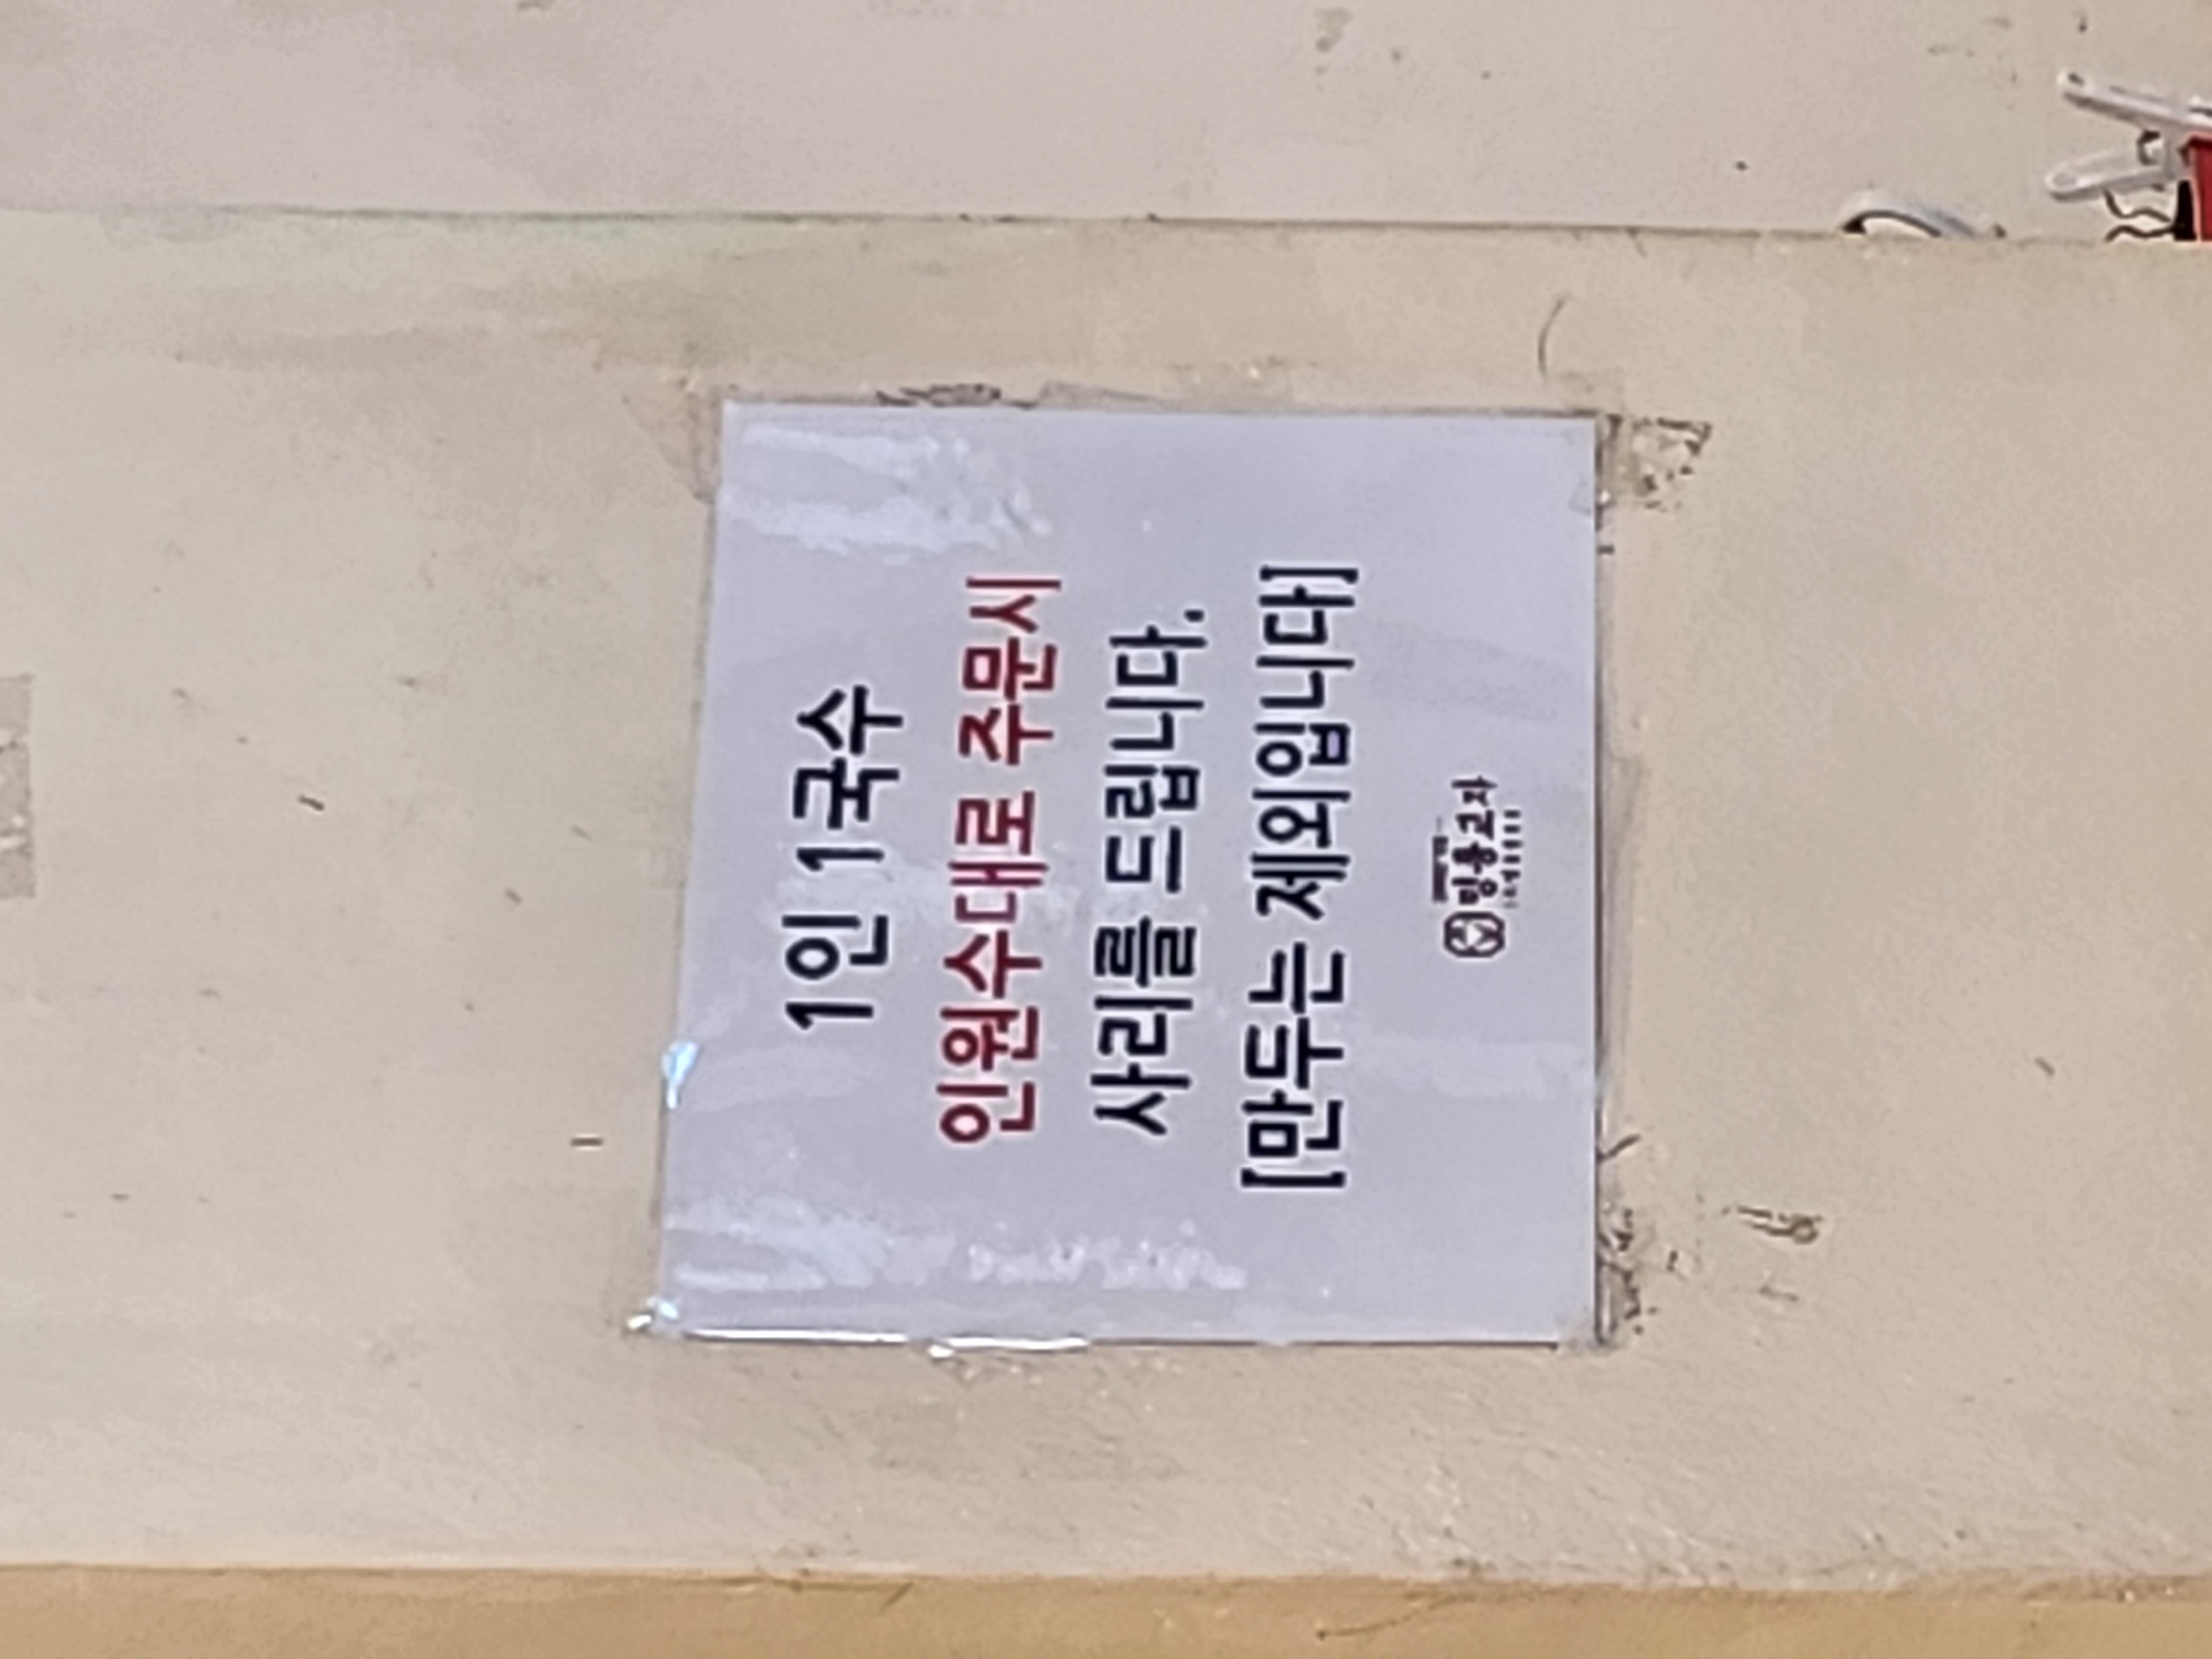 1인 1국수
인원수대로 주문시
사리를 드립니다.
[만두는 제외입니다]